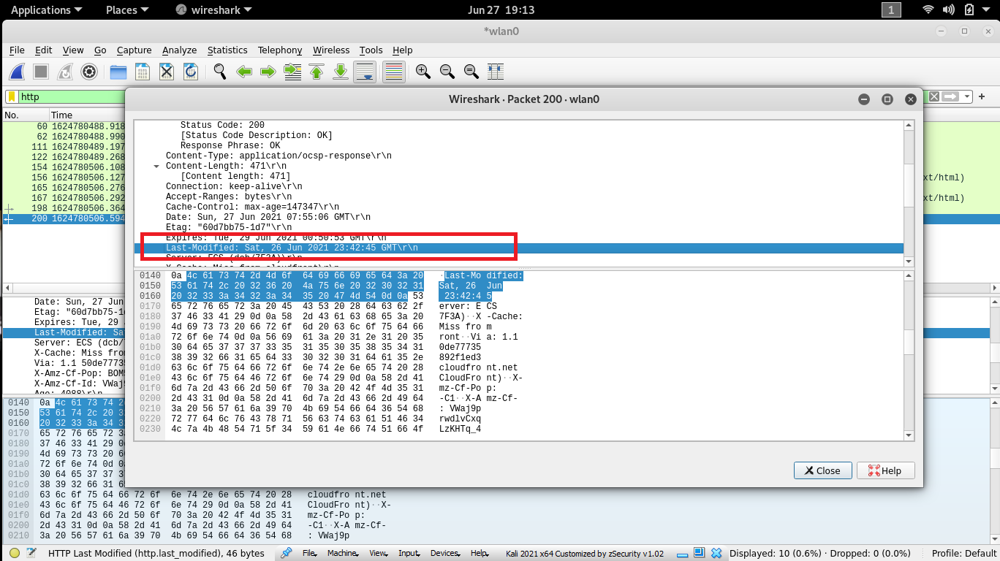 Applications Places wireshark Jun 27 19:13 1
*wlan0
File Edit View Go Capture Analyze Statistics Telephony Wireless Tools Help
http
No. Time
60 1624780488.918
62 1624780488.990
111 1624780489.197
122 1624780489.268
154 1624780506.108
156 1624780506.127 xt/html)
165 1624780506.276
167 1624780506.292 xt/html)
198 1624780506.364
200 1624780506.594
Wireshark · Packet 200 · wlan0
Status Code: 200
[Status Code Description: OK]
Response Phrase: OK
Content-Type: application/ocsp-response\r\n
Content-Length: 471\r\n
[Content length: 471]
Connection: keep-alive\r\n
Accept-Ranges: bytes\r\n
Cache-Control: max-age=147347\r\n
Date: Sun, 27 Jun 2021 07:55:06 GMT\r\n
Etag: "60d7bb75-1d7"\r\n
Expires: Tue, 29 Jun 2021 00:50:53 GMT\r\n
Last-Modified: Sat, 26 Jun 2021 23:42:45 GMT\r\n
Server: ECS (dcb/7F3A)\r\n
X-Cache: Miss from cloudfront\r\n
0140 0a 4c 61 73 74 2d 4d 6f 64 69 66 69 65 64 3a 20 ·Last-Mo dified:
0150 53 61 74 2c 20 32 36 20 4a 75 6e 20 32 30 32 31 Sat, 26 Jun
0160 20 32 33 3a 34 32 3a 34 35 20 47 4d 54 0d 0a 53 23:42:4 5
0170 65 72 76 65 72 3a 20 45 43 53 20 28 64 63 62 2f erver: E CS
0180 37 46 33 41 29 0d 0a 58 2d 43 61 63 68 65 3a 20 7F3A)··X -Cache:
0190 4d 69 73 73 20 66 72 6f 6d 20 63 6c 6f 75 64 66 Miss fro m
01a0 72 6f 6e 74 0d 0a 56 69 61 3a 20 31 2e 31 20 35 ront··Vi a: 1.1
01b0 30 64 65 37 37 37 33 35 31 35 30 35 38 35 34 31 0de77735
01c0 38 39 32 66 31 65 64 33 30 32 30 31 64 61 35 2e 892f1ed3
01d0 63 6c 6f 75 64 66 72 6f 6e 74 2e 6e 65 74 20 28 cloudfro nt.net
01e0 43 6c 6f 75 64 46 72 6f 6e 74 29 0d 0a 58 2d 41 CloudFro nt)··X-
01f0 6d 7a 2d 43 66 2d 50 6f 70 3a 20 42 4f 4d 35 31 mz-Cf-Po p:
0200 2d 43 31 0d 0a 58 2d 41 6d 7a 2d 43 66 2d 49 64 -C1··X-A mz-Cf-
0210 3a 20 56 57 61 6a 39 70 4b 69 54 66 64 36 54 68 : VWaj9p
0220 72 77 64 6c 76 43 78 71 56 63 74 63 61 51 46 34 rwdlvCxq
0230 4c 7a 4b 48 54 71 5f 34 59 61 4e 66 74 51 66 4f LzKHTq_4
Close Help
Date: Sun, 27 Jun
Etag: "60d7bb75-1
Expires: Tue, 29
Last-Modified: Sa
Server: ECS (dcb/
X-Cache: Miss from
Via: 1.1 50de77735
X-Amz-Cf-Pop: BOM5
X-Amz-Cf-Id: VWaj9
Age: 4088\r\n
0140 0a 4c 61 73 74 2d
0150 53 61 74 2c 20 32
0160 20 32 33 3a 34 33
0170 65 72 76 65 72 3a
0180 37 46 33 41 29 0d
0190 4d 69 73 73 20 66
01a0 72 6f 6e 74 0d 0a
01b0 30 64 65 37 37 37
01c0 38 39 32 66 31 65
01d0 63 6c 6f 75 64 66 72 6f 6e 74 2e 6e 65 74 20 28 cloudfro nt.net
01e0 43 6c 6f 75 64 46 72 6f 6e 74 29 0d 0a 58 2d 41 CloudFro nt)··X-
01f0 6d 7a 2d 43 66 2d 50 6f 70 3a 20 42 4f 4d 35 31 mz-Cf-Po p:
0200 2d 43 31 0d 0a 58 2d 41 6d 7a 2d 43 66 2d 49 64 -C1··X-A mz-Cf-
0210 3a 20 56 57 61 6a 39 70 4b 69 54 66 64 36 54 68 : VWaj9p
HTTP Last Modified (http.last_modified), 46 bytes File Machine View Input Devices Help Kali 2021 x64 Customized by zSecurity v1.02 Displayed: 10 (0.6%) · Dropped: 0 (0.0%) Profile: Default